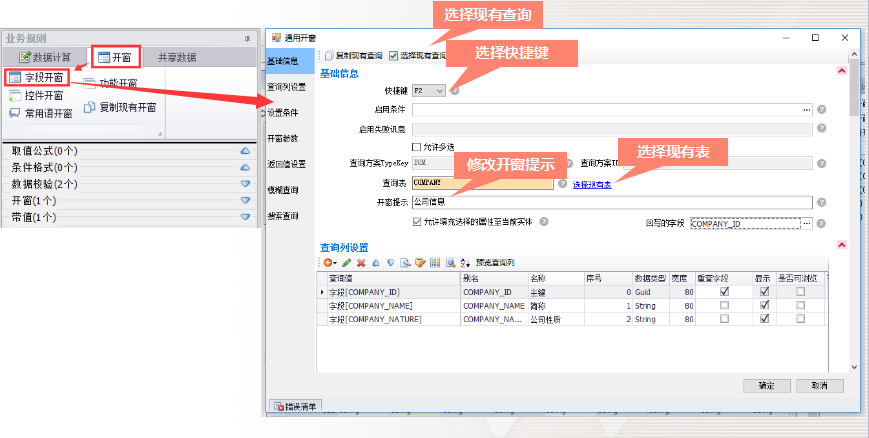 选择现有查询
业务规则
数据计算 开窗 共享数据
字段开窗 功能开窗
控件开窗
常用语开窗 复制现有开窗
取值公式(0个)
条件格式(0个)
数据校验(2个)
开窗(1个)
带值(1个)
通用开窗
基础信息 复制现有查询 选择现有查询
选择快捷键
基础信息
查询列设置
快捷键 F2
设置条件
启用条件
启用失败讯息
开窗参数
允许多选
返回值设置
查询方案TypeKey BOM 查询方案ID
修改开窗提示
选择现有表
模糊查询
查询表 COMPANY 选择现有表
开窗提示 公司信息
搜索查询
允许填充选择的属性至当前实体 回写的字段 COMPANY_ID
查询列设置
预览查询列
查询值 别名 名称 序号 数据类型 宽度 重查字段 显示 是否可浏览
字段[COMPANY_ID] COMPANY_ID 主键 0 Guid 80
字段[COMPANY_NAME] COMPANY_NAME 简称 1 String 80
字段[COMPANY_NATURE] COMPANY_NA... 公司性质 2 String 80
确定 取消
错误清单